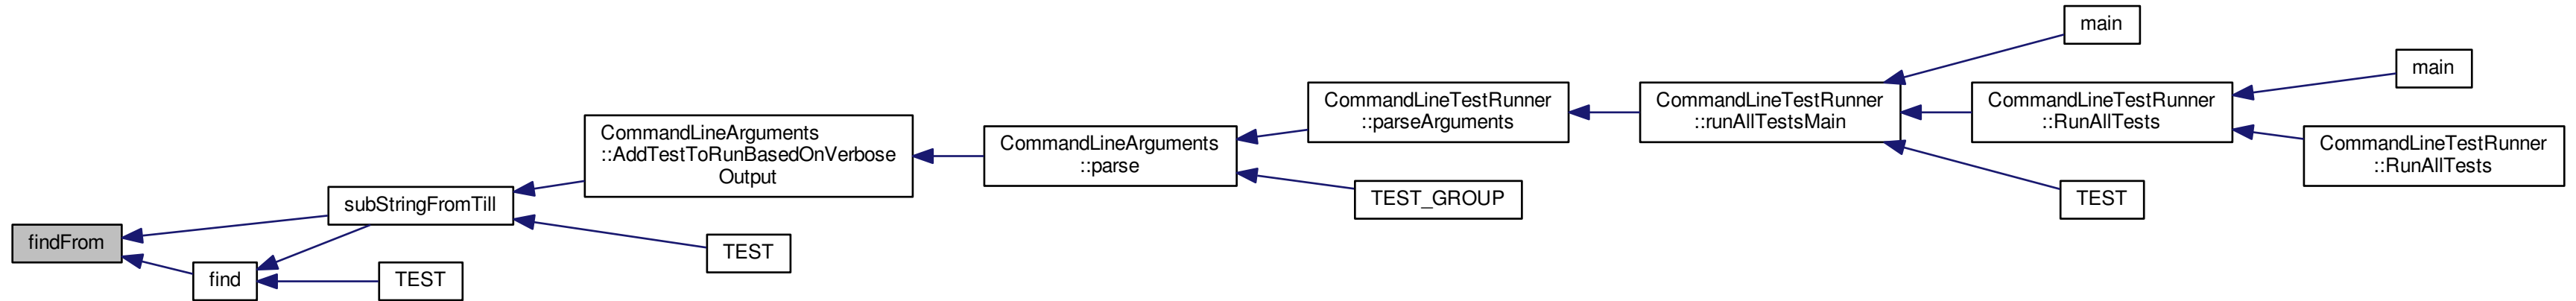 findFrom
subStringFromTill
find
TEST
CommandLineArguments
::AddTestToRunBasedOnVerbose
Output
TEST
CommandLineArguments
::parse
CommandLineTestRunner
::parseArguments
TEST_GROUP
CommandLineTestRunner
::runAllTestsMain
main
CommandLineTestRunner
::RunAllTests
TEST
main
CommandLineTestRunner
::RunAllTests